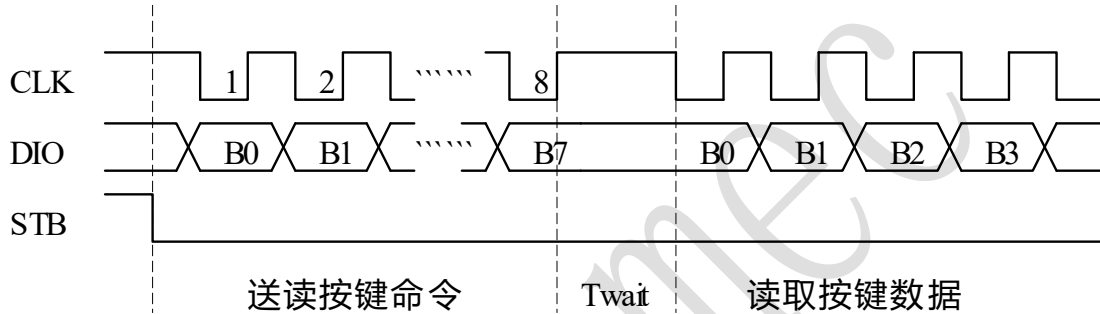 CLK 1 2 ...... 8
DIO B0 B1 ...... B7 B0 B1 B2 B3
STB
送读按键命令 Twait 读取按键数据
mec